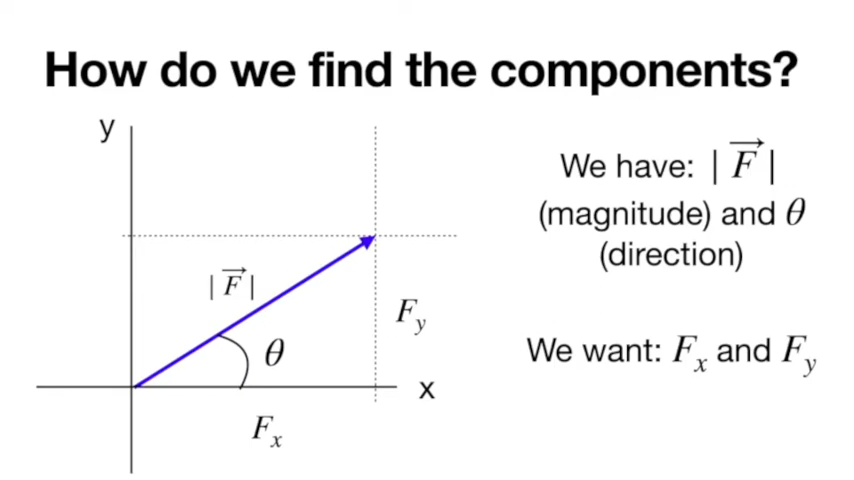 How do we find the components?
y
|F⃗|
θ
F_y
x
F_x
We have: |F⃗|
(magnitude) and θ
(direction)
We want: F_x and F_y